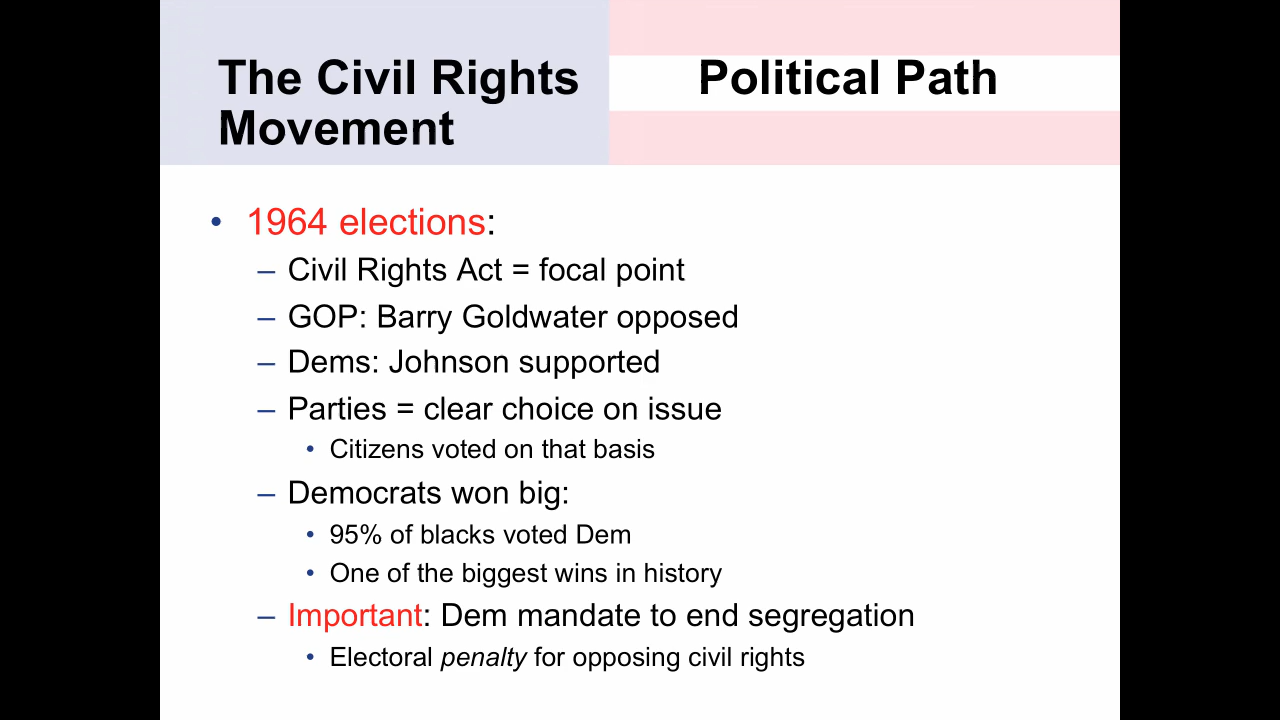 The Civil Rights
Movement
Political Path
• 1964 elections:
– Civil Rights Act = focal point
– GOP: Barry Goldwater opposed
– Dems: Johnson supported
– Parties = clear choice on issue
• Citizens voted on that basis
– Democrats won big:
• 95% of blacks voted Dem
• One of the biggest wins in history
– Important: Dem mandate to end segregation
• Electoral penalty for opposing civil rights